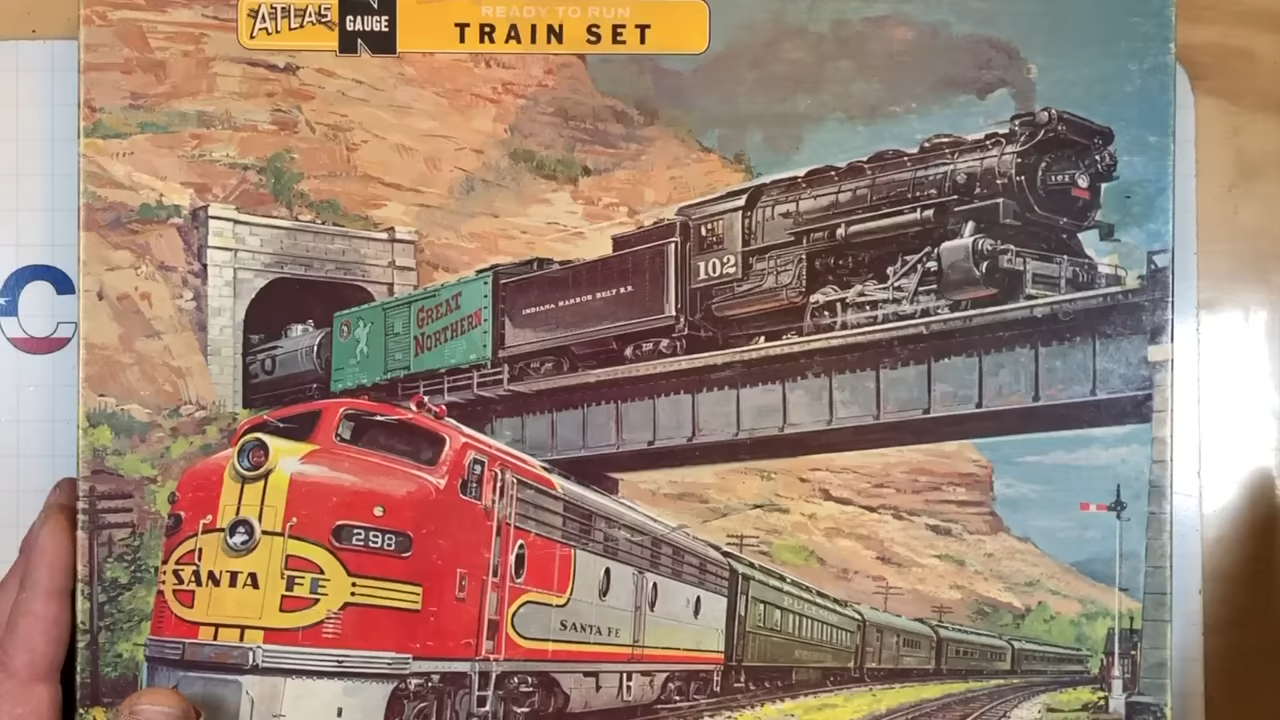 ATLAS N GAUGE READY TO RUN
TRAIN SET
102
102
INDIANA HARBOR BELT R.R.
GREAT
NORTHERN
C
298
SANTA FE
SANTA FE
PULLMAN